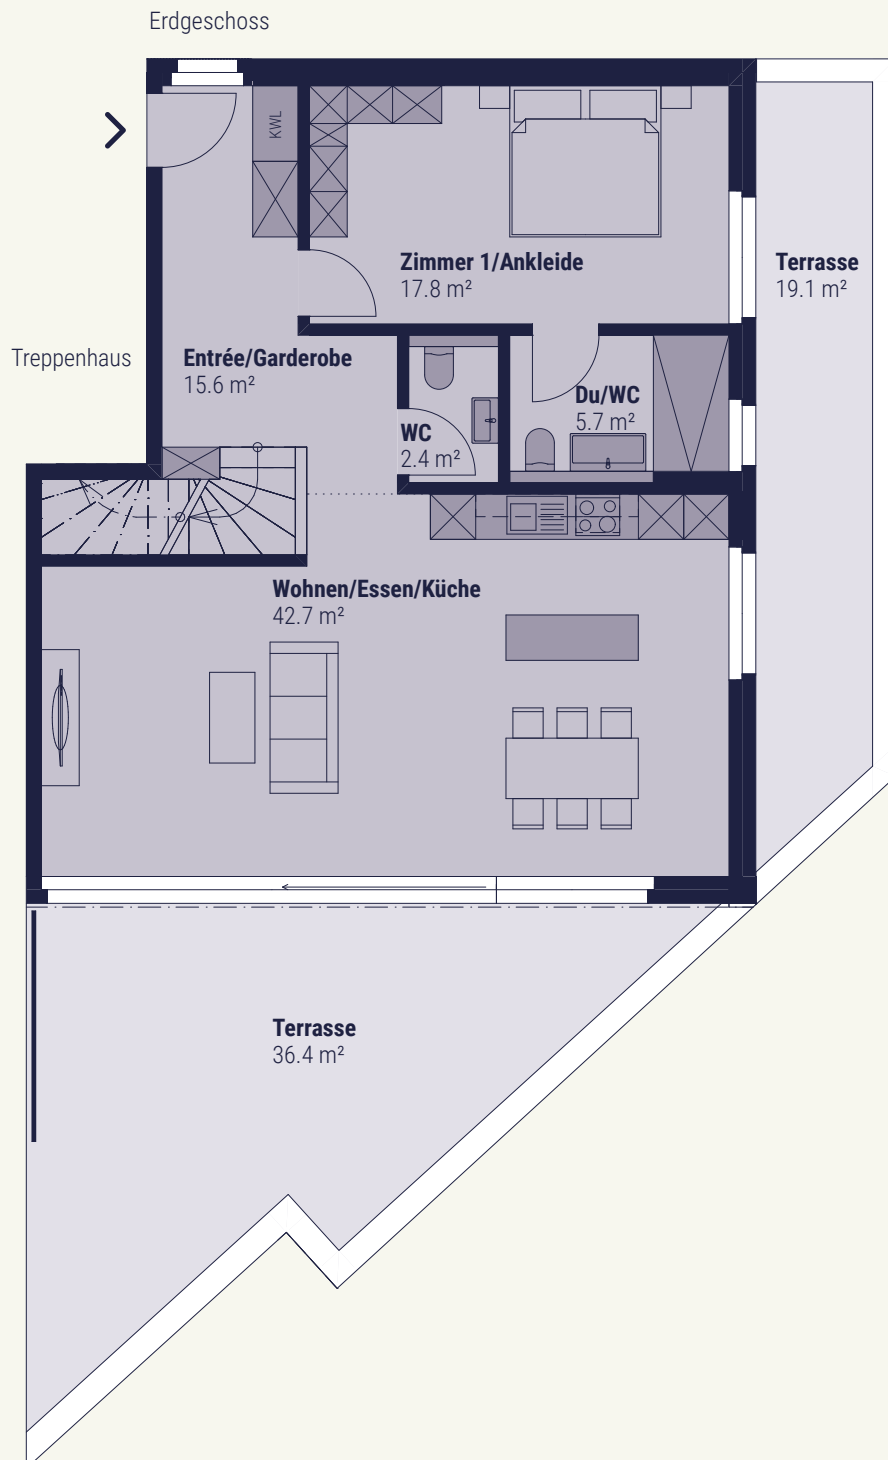 Erdgeschoss
KWL
Zimmer 1/Ankleide
17.8 m²
Terrasse
19.1 m²
Treppenhaus
Entrée/Garderobe
15.6 m²
Du/WC
5.7 m²
WC
2.4 m²
Wohnen/Essen/Küche
42.7 m²
Terrasse
36.4 m²